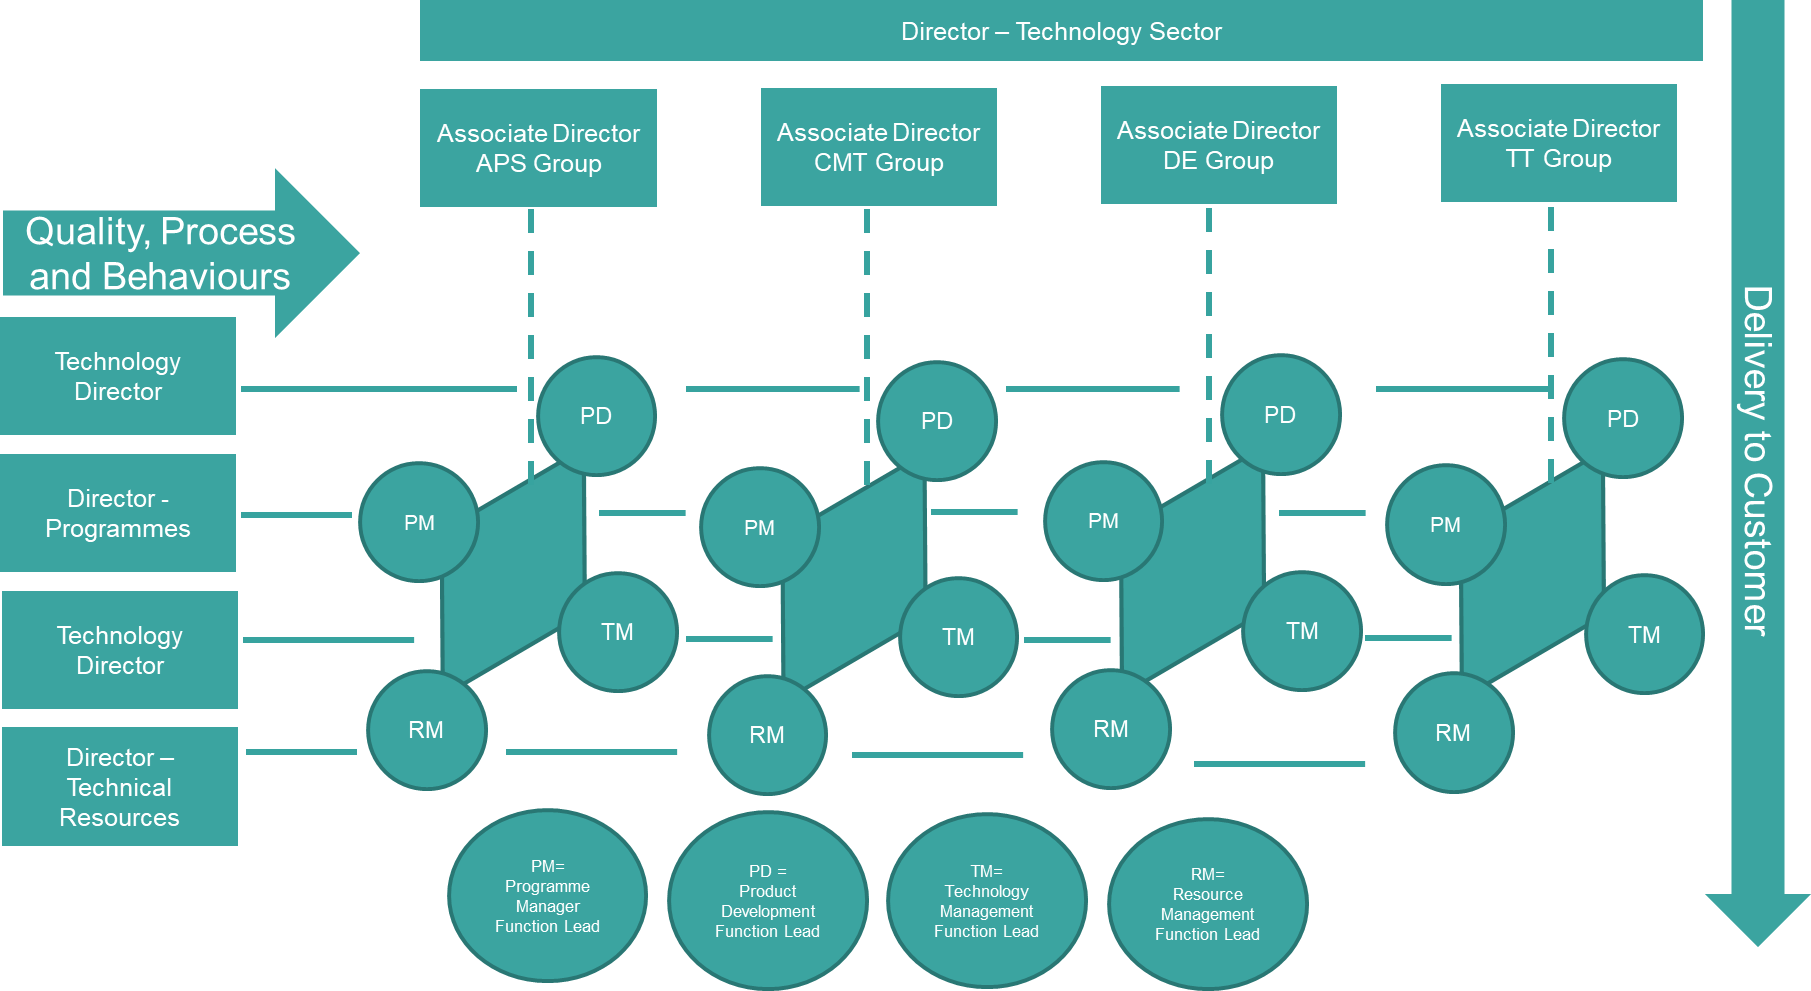 Director – Technology Sector
Associate Director
APS Group
Associate Director
CMT Group
Associate Director
DE Group
Associate Director
TT Group
Quality, Process
and Behaviours
Delivery to Customer
Technology
Director
PD
PD
PD
PD
Director -
Programmes
PM
PM
PM
PM
Technology
Director
TM
TM
TM
TM
Director –
Technical
Resources
RM
RM
RM
RM
PM=
Programme
Manager
Function Lead
PD =
Product
Development
Function Lead
TM=
Technology
Management
Function Lead
RM=
Resource
Management
Function Lead